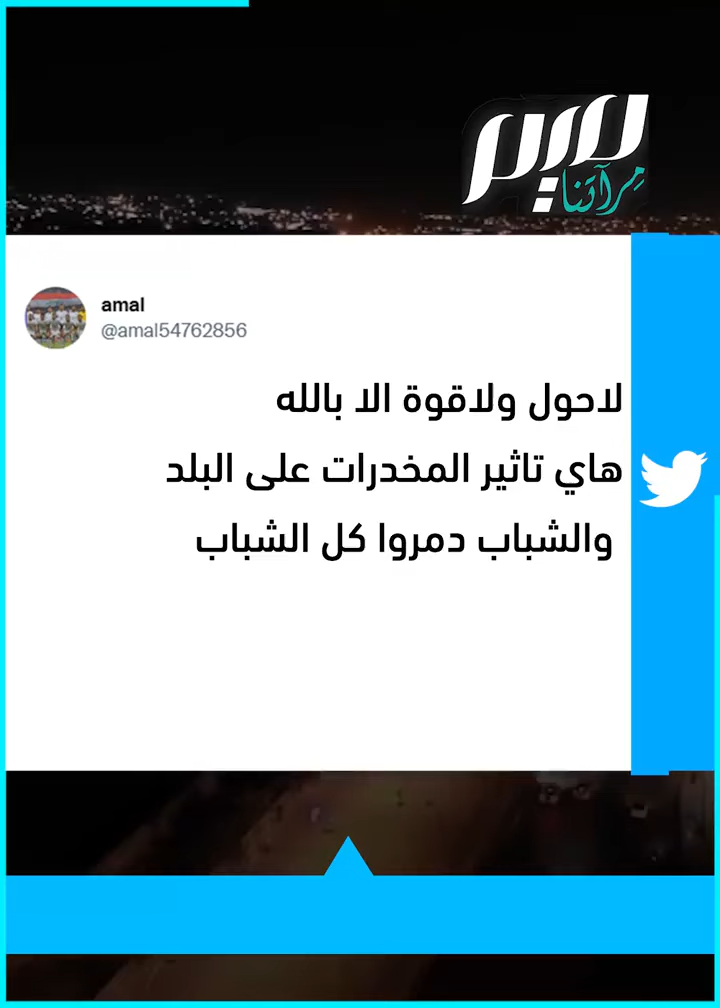 مرآتنا
amal
@amal54762856
لاحول ولاقوة الا بالله
هاي تاثير المخدرات على البلد
والشباب دمروا كل الشباب